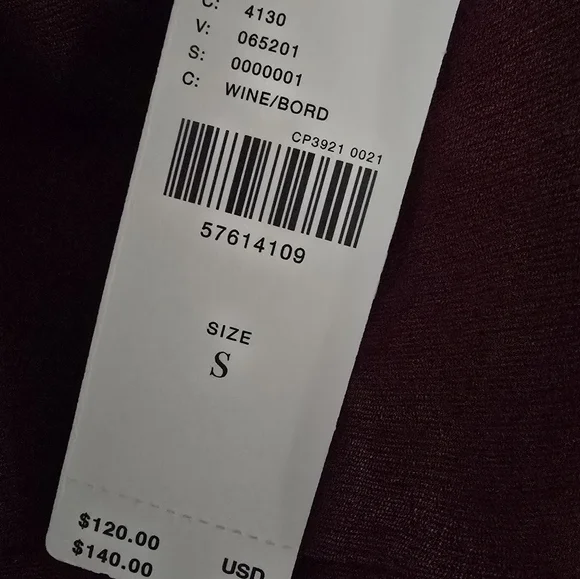 C: 4130
V: 065201
S: 0000001
C: WINE/BORD
CP3921 0021
57614109
SIZE
S
$120.00
$140.00 USD